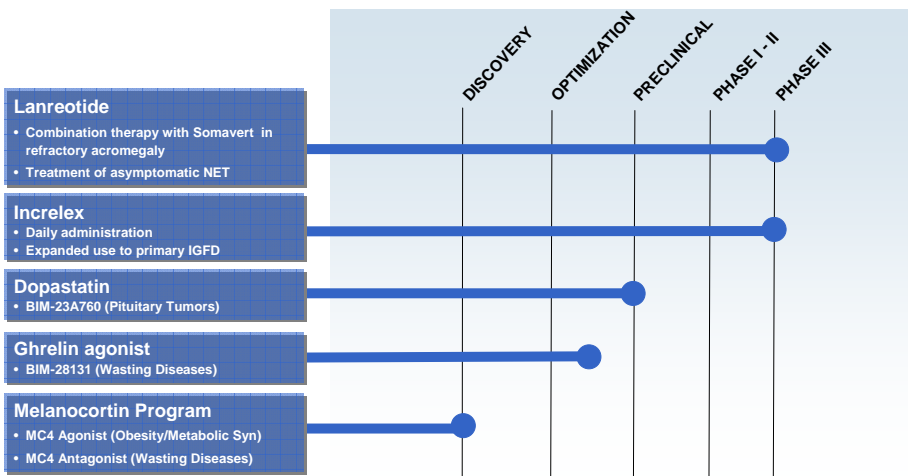 DISCOVERY
OPTIMIZATION
PRECLINICAL
PHASE I - II
PHASE III
Lanreotide
• Combination therapy with Somavert in
refractory acromegaly
• Treatment of asymptomatic NET
Increlex
• Daily administration
• Expanded use to primary IGFD
Dopastatin
• BIM-23A760 (Pituitary Tumors)
Ghrelin agonist
• BIM-28131 (Wasting Diseases)
Melanocortin Program
• MC4 Agonist (Obesity/Metabolic Syn)
• MC4 Antagonist (Wasting Diseases)